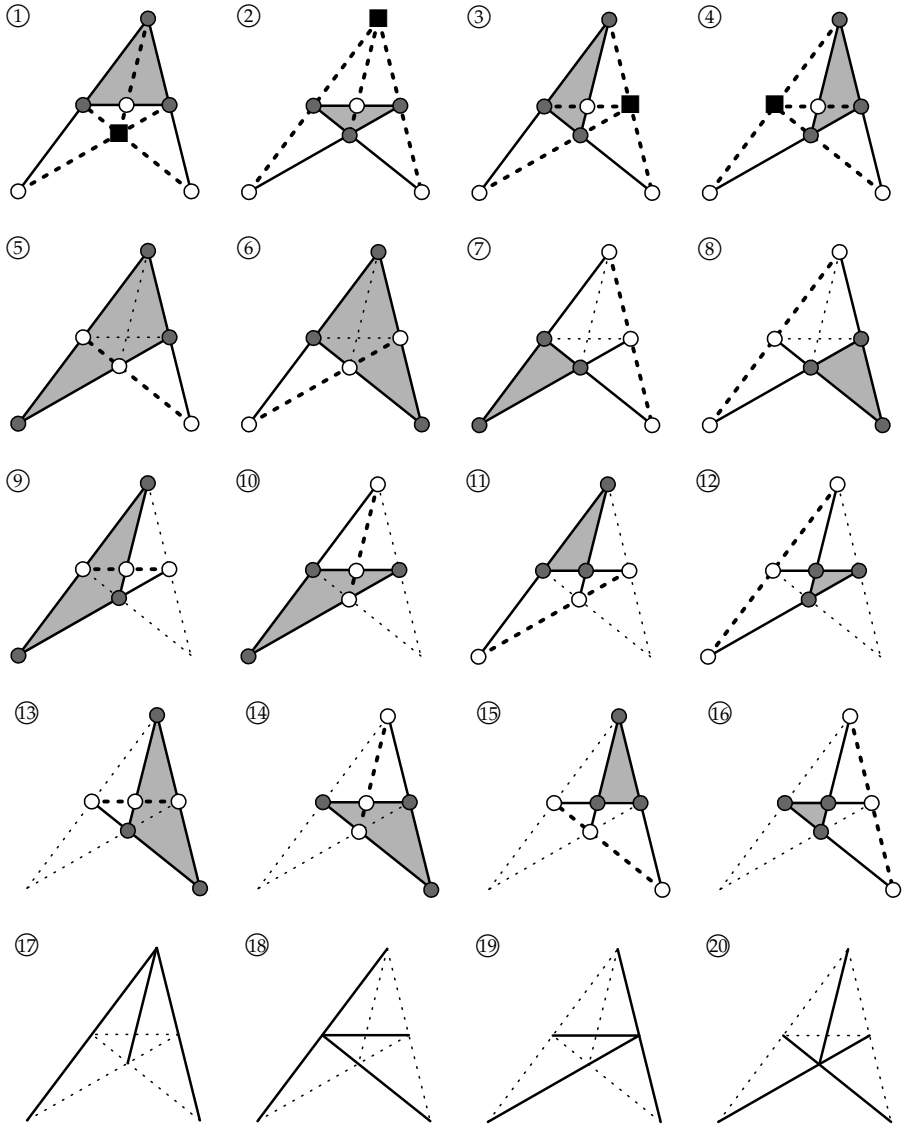 ① ② ③ ④
⑤ ⑥ ⑦ ⑧
⑨ ⑩ ⑪ ⑫
⑬ ⑭ ⑮ ⑯
⑰ ⑱ ⑲ ⑳